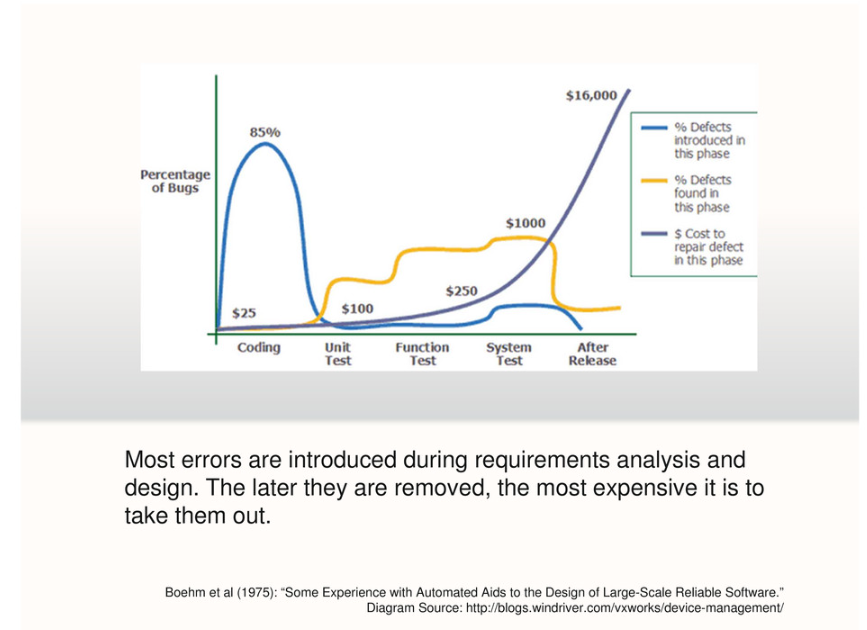 $16,000
85%
Percentage
of Bugs
% Defects
introduced in
this phase
% Defects
found in
this phase
$ Cost to
repair defect
in this phase
$1000
$250
$25
$100
Coding
Unit
Test
Function
Test
System
Test
After
Release
Most errors are introduced during requirements analysis and
design. The later they are removed, the most expensive it is to
take them out.
Boehm et al (1975): “Some Experience with Automated Aids to the Design of Large-Scale Reliable Software.”
Diagram Source: http://blogs.windriver.com/vxworks/device-management/